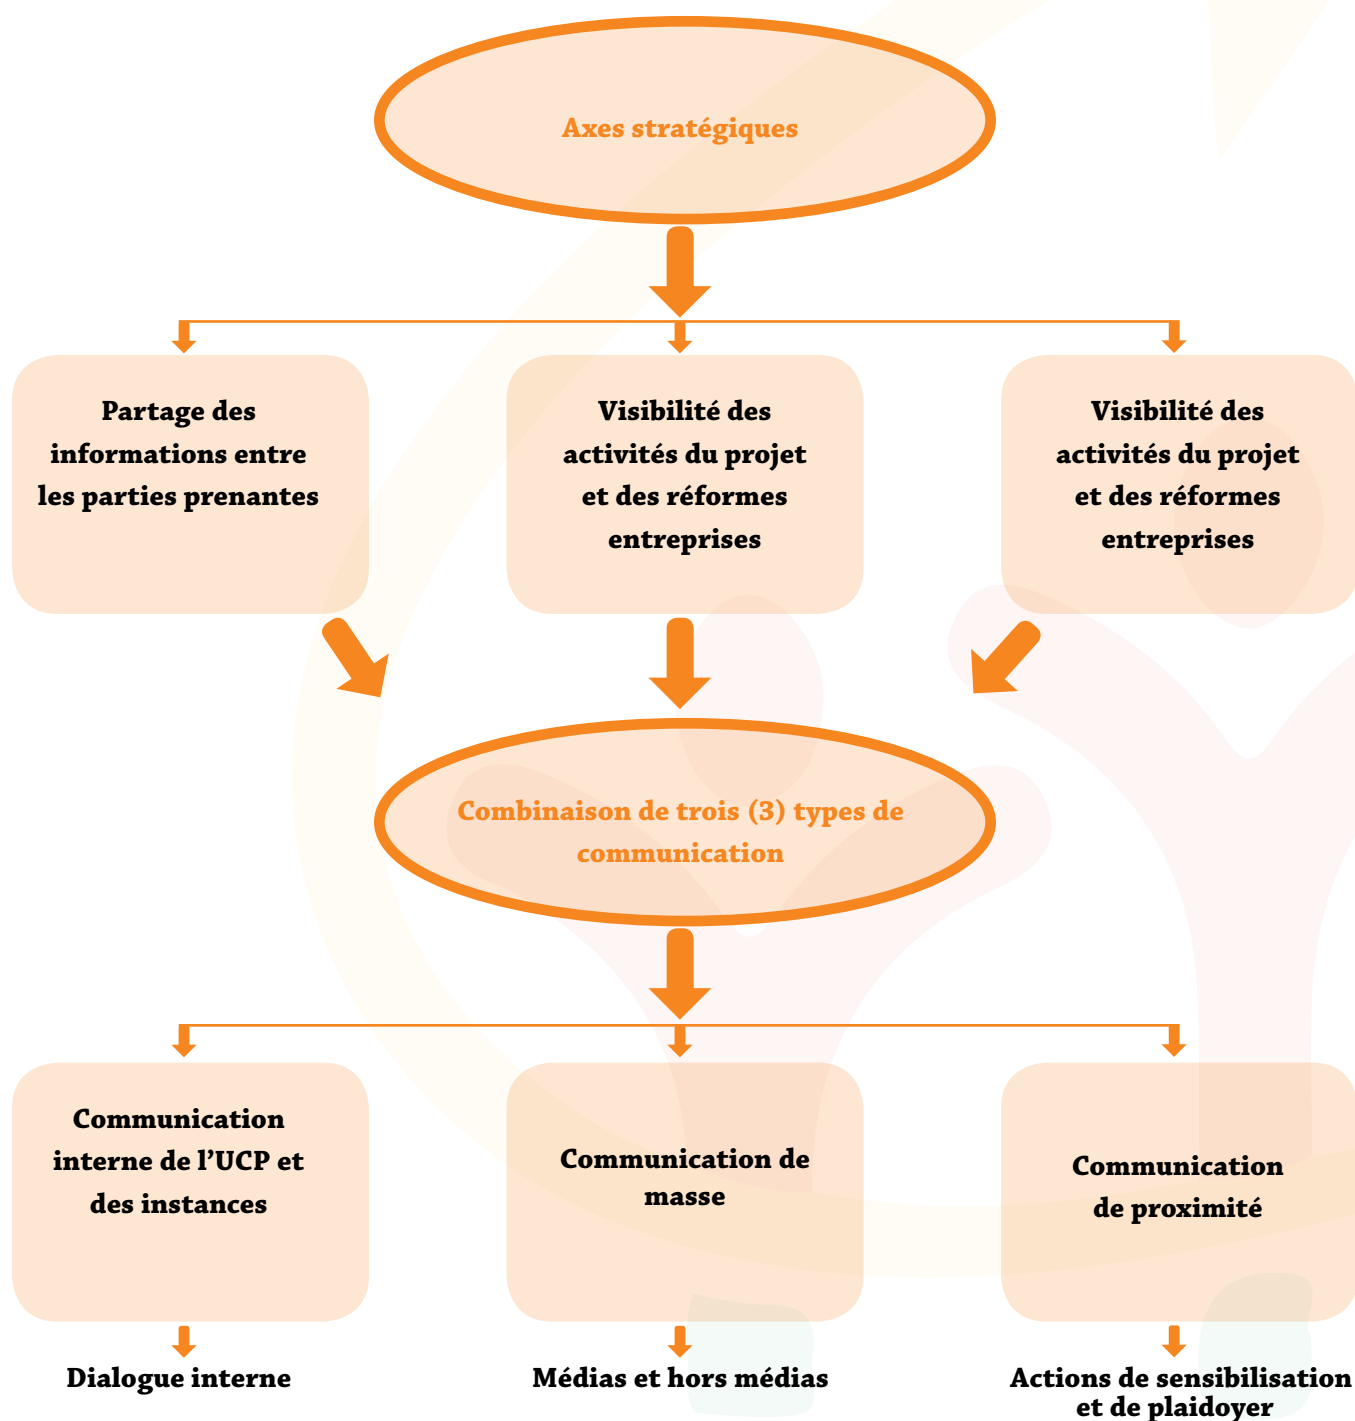 Axes stratégiques
Partage des
informations entre
les parties prenantes
Visibilité des
activités du projet
et des réformes
entreprises
Visibilité des
activités du projet
et des réformes
entreprises
Combinaison de trois (3) types de
communication
Communication
interne de l’UCP et
des instances
Communication de
masse
Communication
de proximité
Dialogue interne
Médias et hors médias
Actions de sensibilisation
et de plaidoyer